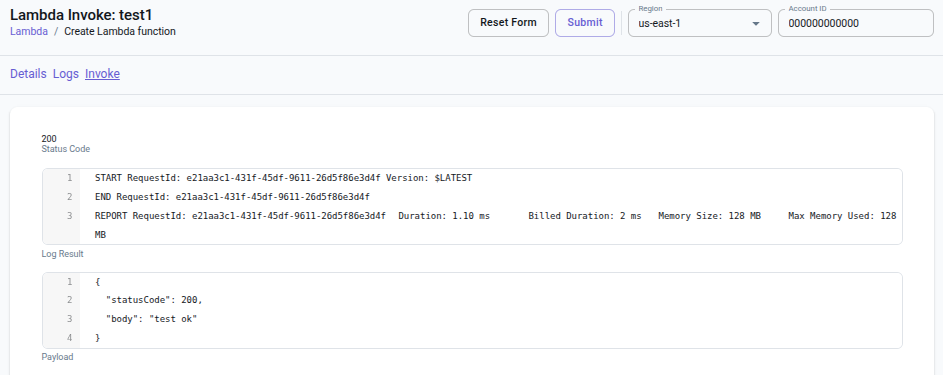 Lambda Invoke: test1
Lambda / Create Lambda function
Reset Form
Submit
Region
us-east-1
Account ID
000000000000
Details Logs Invoke
200
Status Code
1 START RequestId: e21aa3c1-431f-45df-9611-26d5f86e3d4f Version: $LATEST
2 END RequestId: e21aa3c1-431f-45df-9611-26d5f86e3d4f
3 REPORT RequestId: e21aa3c1-431f-45df-9611-26d5f86e3d4f Duration: 1.10 ms Billed Duration: 2 ms Memory Size: 128 MB Max Memory Used: 128
MB
Log Result
1 {
2 "statusCode": 200,
3 "body": "test ok"
4 }
Payload